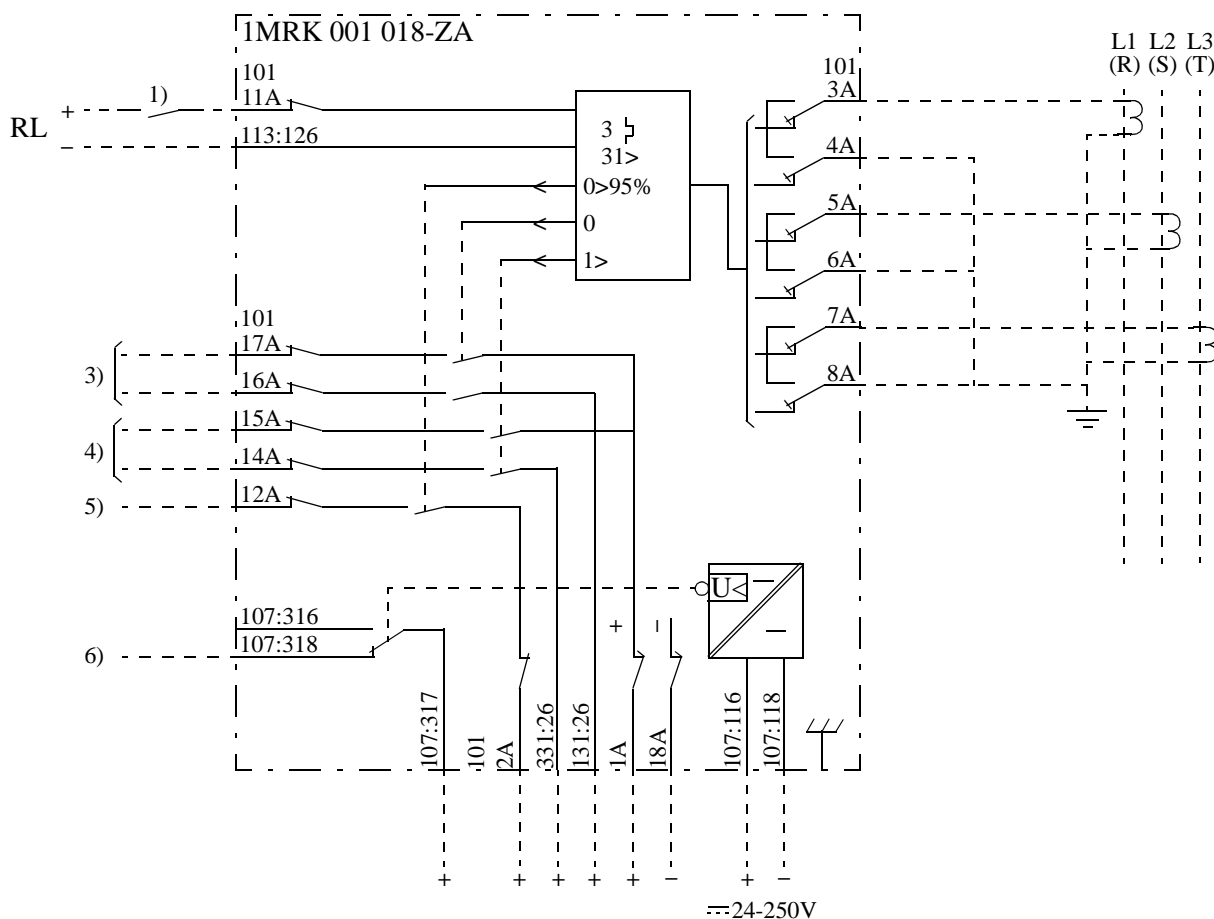 1MRK 001 018-ZA
L1 L2 L3
(R) (S) (T)
101
11A
1)
+
RL
−
113:126
3
31>
0>95%
0
1>
101
3A
4A
5A
6A
7A
8A
101
17A
3)
16A
15A
4)
14A
12A
5)
U<
107:316
107:318
6)
+ −
107:317
101
2A
331:26
131:26
1A
18A
107:116
107:118
+ + + + + − + −
24-250V